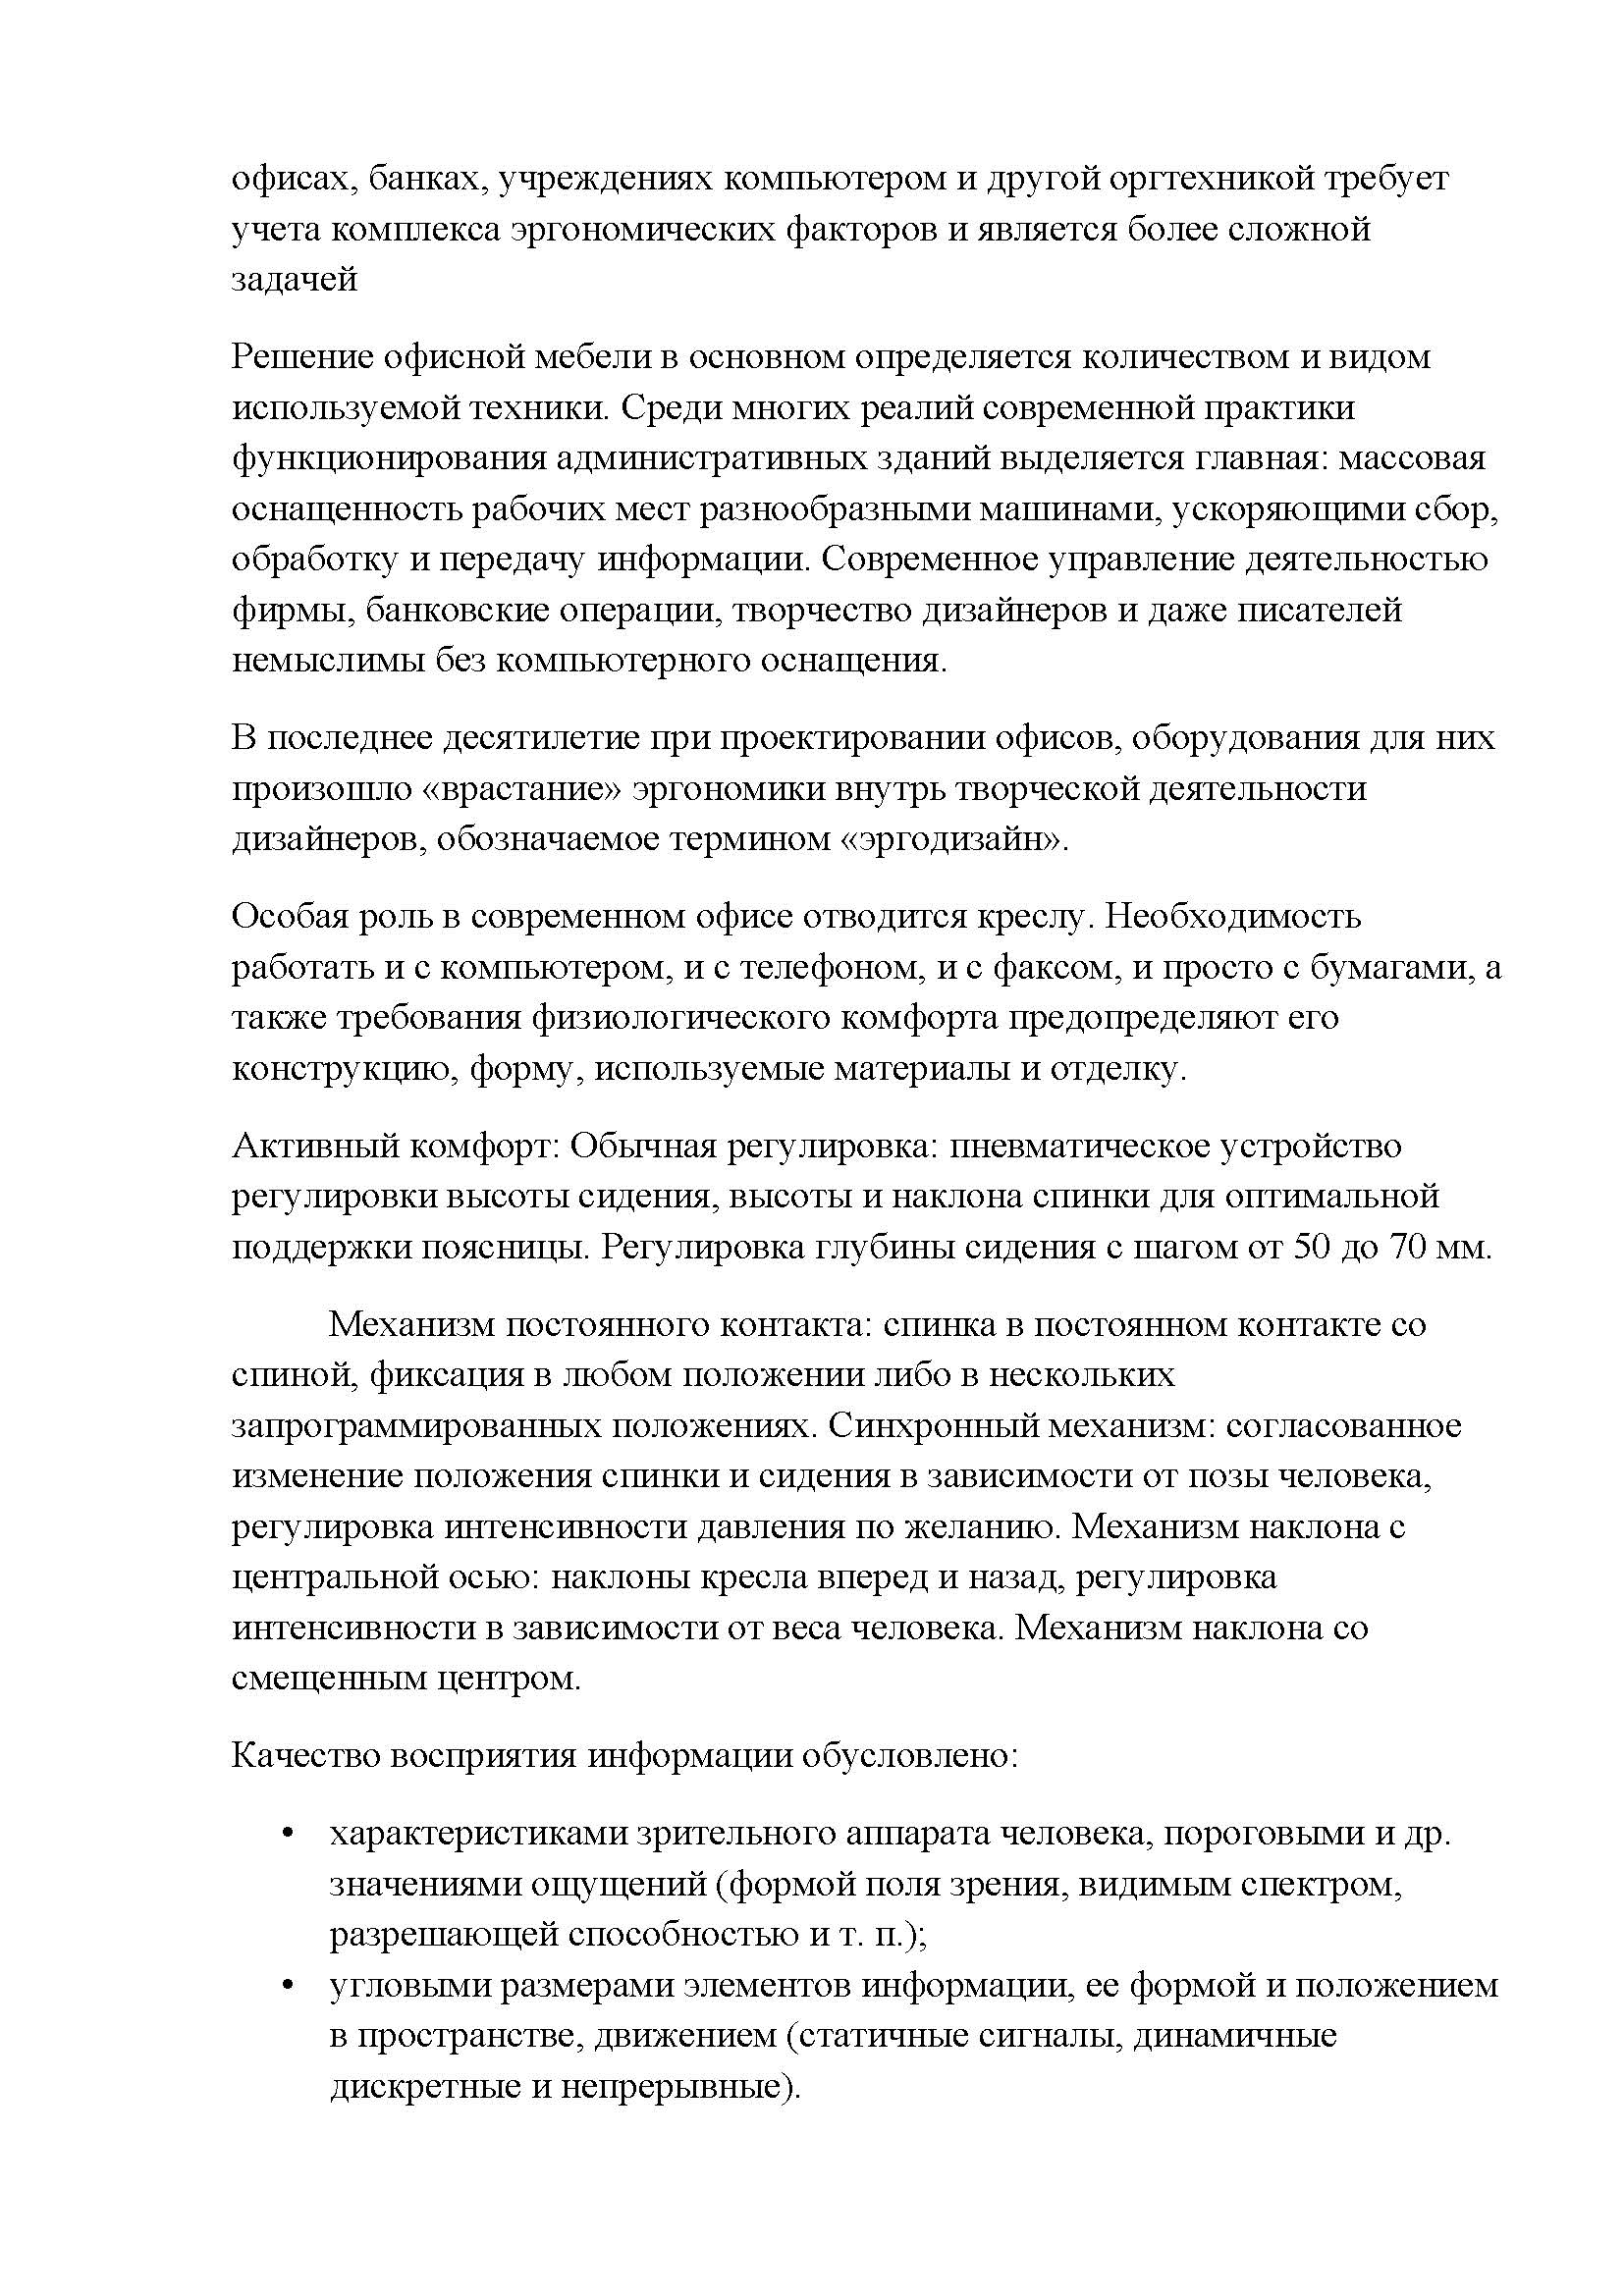 офисах, банках, учреждениях компьютером и другой оргтехникой требует
учета комплекса эргономических факторов и является более сложной
задачей
Решение офисной мебели в основном определяется количеством и видом
используемой техники. Среди многих реалий современной практики
функционирования административных зданий выделяется главная: массовая
оснащенность рабочих мест разнообразными машинами, ускоряющими сбор,
обработку и передачу информации. Современное управление деятельностью
фирмы, банковские операции, творчество дизайнеров и даже писателей
немыслимы без компьютерного оснащения.
В последнее десятилетие при проектировании офисов, оборудования для них
произошло «врастание» эргономики внутрь творческой деятельности
дизайнеров, обозначаемое термином «эргодизайн».
Особая роль в современном офисе отводится креслу. Необходимость
работать и с компьютером, и с телефоном, и с факсом, и просто с бумагами, а
также требования физиологического комфорта предопределяют его
конструкцию, форму, используемые материалы и отделку.
Активный комфорт: Обычная регулировка: пневматическое устройство
регулировки высоты сидения, высоты и наклона спинки для оптимальной
поддержки поясницы. Регулировка глубины сидения с шагом от 50 до 70 мм.
Механизм постоянного контакта: спинка в постоянном контакте со
спиной, фиксация в любом положении либо в нескольких
запрограммированных положениях. Синхронный механизм: согласованное
изменение положения спинки и сидения в зависимости от позы человека,
регулировка интенсивности давления по желанию. Механизм наклона с
центральной осью: наклоны кресла вперед и назад, регулировка
интенсивности в зависимости от веса человека. Механизм наклона со
смещенным центром.
Качество восприятия информации обусловлено:
• характеристиками зрительного аппарата человека, пороговыми и др.
значениями ощущений (формой поля зрения, видимым спектром,
разрешающей способностью и т. п.);
• угловыми размерами элементов информации, ее формой и положением
в пространстве, движением (статичные сигналы, динамичные
дискретные и непрерывные).